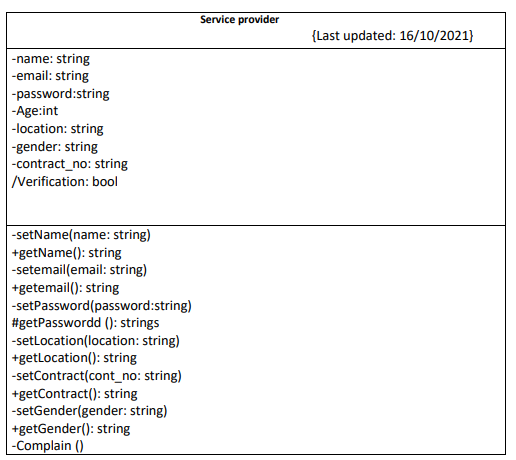 Service provider
{Last updated: 16/10/2021}
-name: string
-email: string
-password:string
-Age:int
-location: string
-gender: string
-contract_no: string
/Verification: bool
-setName(name: string)
+getName(): string
-setemail(email: string)
+getemail(): string
-setPassword(password:string)
#getPasswordd (): strings
-setLocation(location: string)
+getLocation(): string
-setContract(cont_no: string)
+getContract(): string
-setGender(gender: string)
+getGender(): string
-Complain ()